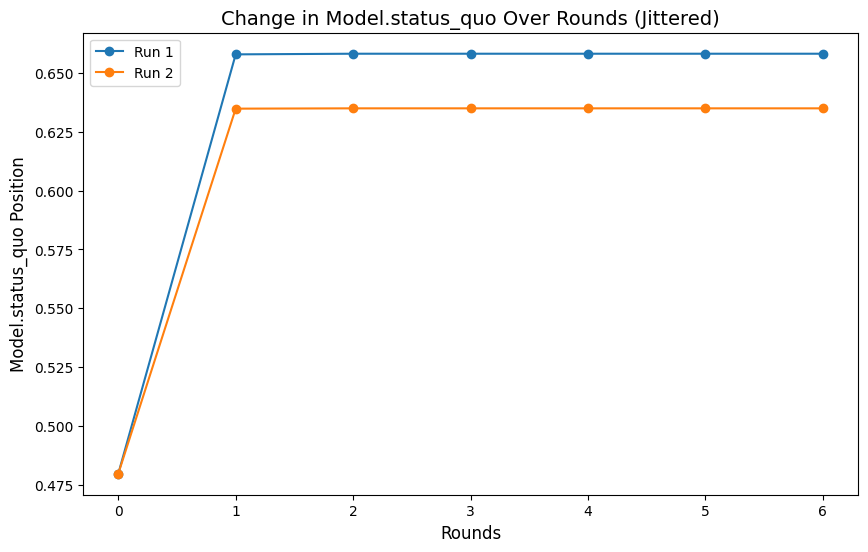 Change in Model.status_quo Over Rounds (Jittered)
Run 1
Run 2
Model.status_quo Position
0.650
0.625
0.600
0.575
0.550
0.525
0.500
0.475
0 1 2 3 4 5 6
Rounds